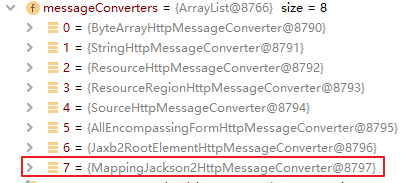 messageConverters = {ArrayList@8766} size = 8
0 = {ByteArrayHttpMessageConverter@8790}
1 = {StringHttpMessageConverter@8791}
2 = {ResourceHttpMessageConverter@8792}
3 = {ResourceRegionHttpMessageConverter@8793}
4 = {SourceHttpMessageConverter@8794}
5 = {AllEncompassingFormHttpMessageConverter@8795}
6 = {Jaxb2RootElementHttpMessageConverter@8796}
7 = {MappingJackson2HttpMessageConverter@8797}